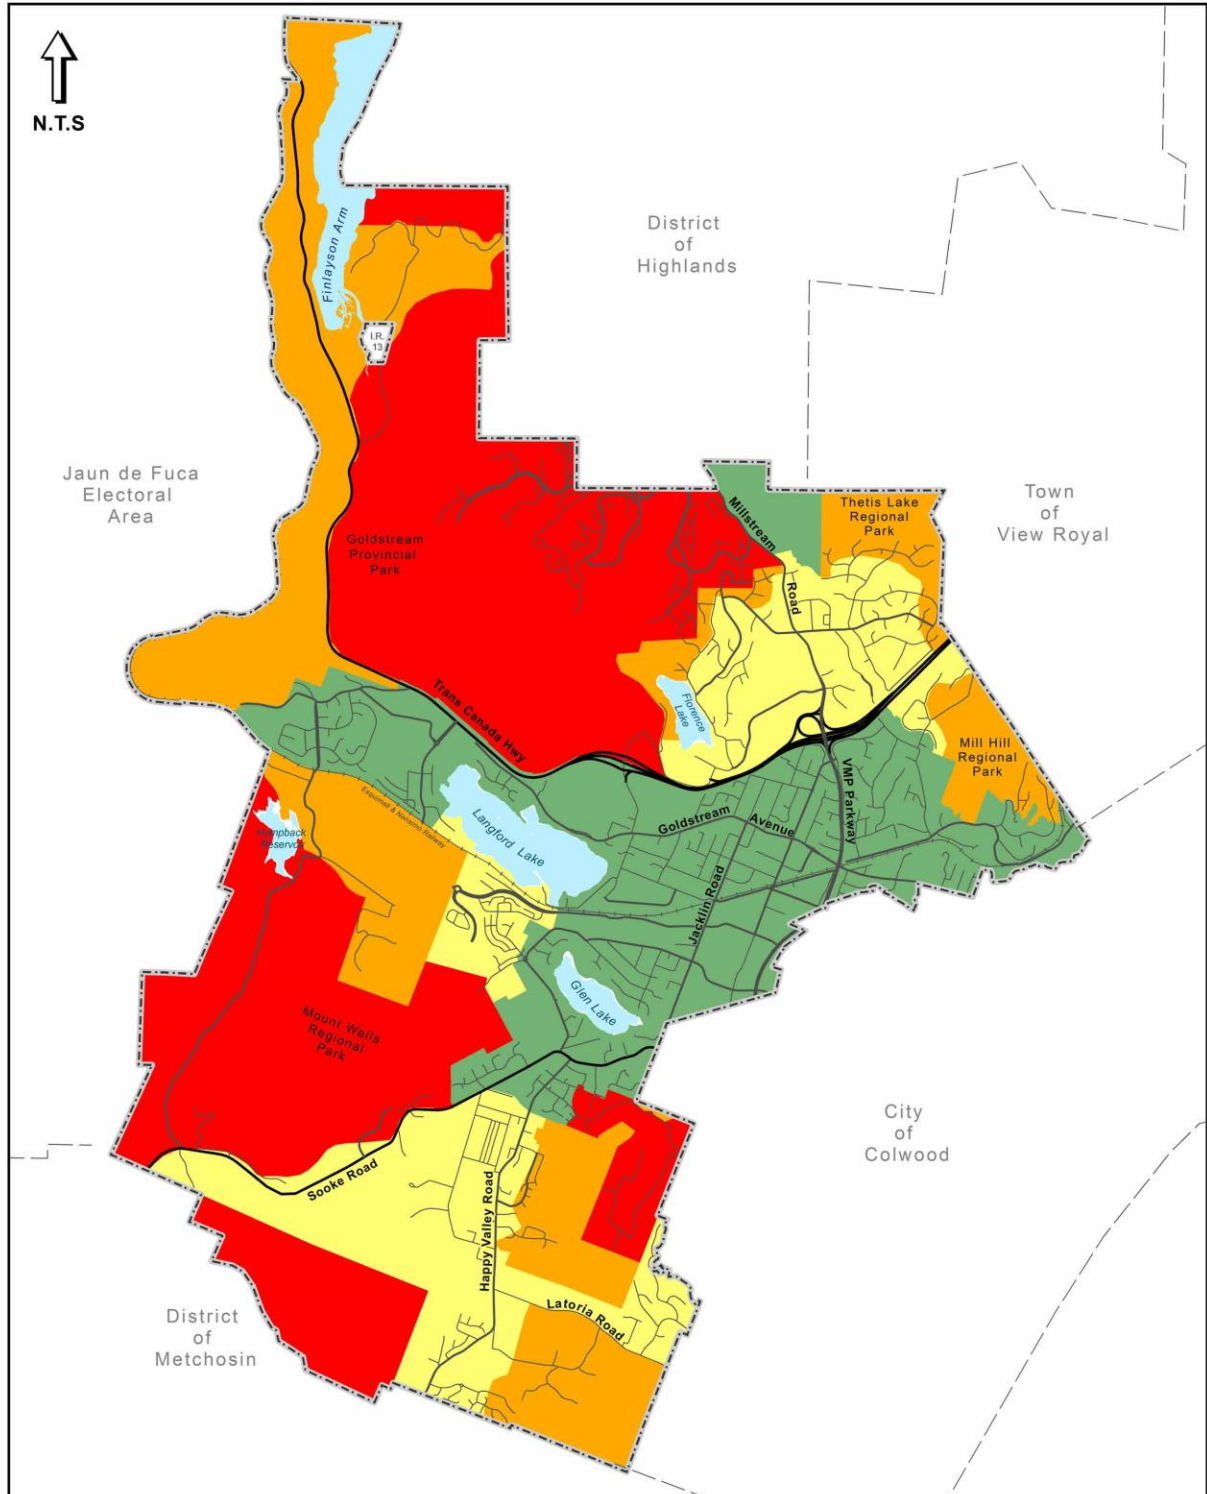 N.T.S
District
of
Highlands
Finlayson Arm
I.R.
13
Jaun de Fuca
Electoral
Area
Town
of
View Royal
Thetis Lake
Regional
Park
Millstream
Road
Goldstream
Provincial
Park
Trans Canada Hwy
Florence
Lake
Mill Hill
Regional
Park
VMP Parkway
Goldstream
Avenue
Esquimalt & Nanaimo Railway
Langford Lake
Humpback
Reservoir
Jacklin Road
Glen Lake
Mount Wells
Regional
Park
City
of
Colwood
Sooke Road
Happy Valley Road
Latoria Road
District
of
Metchosin